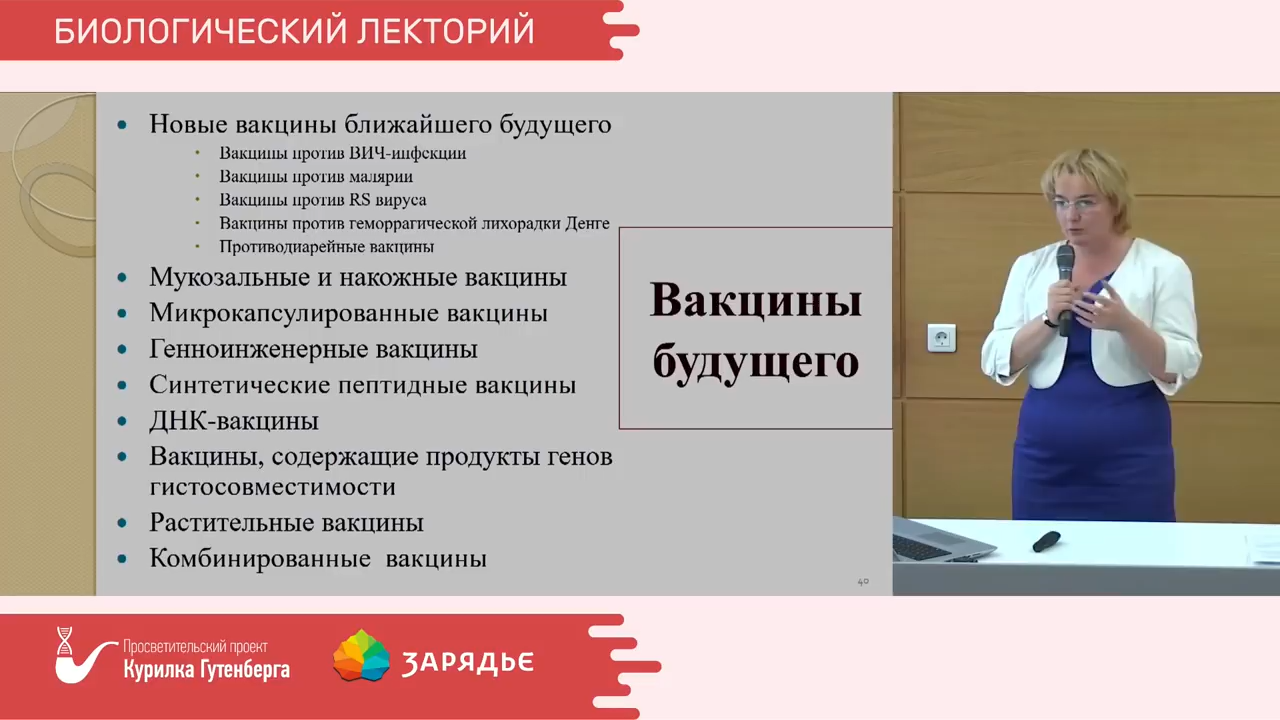 БИОЛОГИЧЕСКИЙ ЛЕКТОРИЙ
Новые вакцины ближайшего будущего
Вакцины против ВИЧ-инфекции
Вакцины против малярии
Вакцины против RS вируса
Вакцины против геморрагической лихорадки Денге
Противодиарейные вакцины
Мукозальные и накожные вакцины
Микрокапсулированные вакцины
Генноинженерные вакцины
Синтетические пептидные вакцины
ДНК-вакцины
Вакцины, содержащие продукты генов
гистосовместимости
Растительные вакцины
Комбинированные вакцины
Вакцины
будущего
40
Просветительский проект
Курилка Гутенберга
ЗАРЯДЬЕ